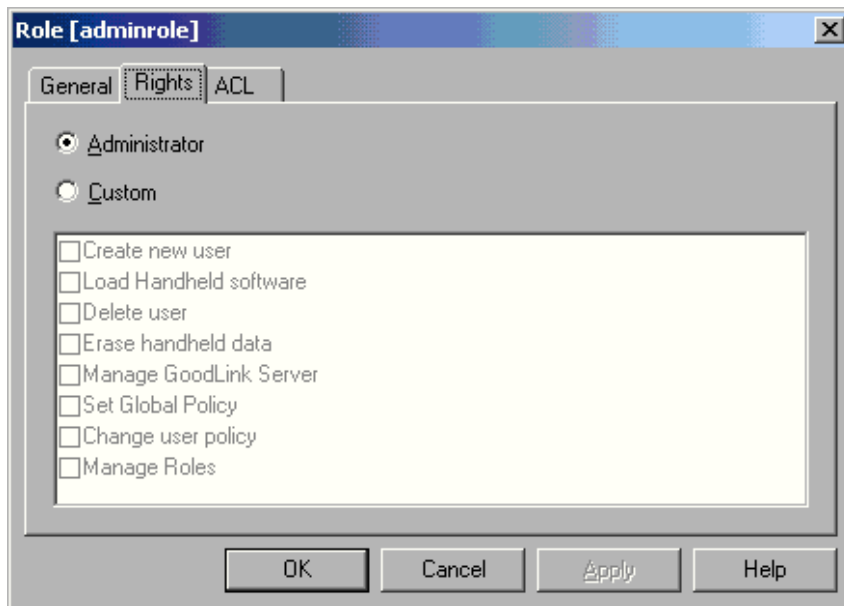 Role [adminrole]
General Rights ACL
Administrator
Custom
Create new user
Load Handheld software
Delete user
Erase handheld data
Manage GoodLink Server
Set Global Policy
Change user policy
Manage Roles
OK Cancel Apply Help